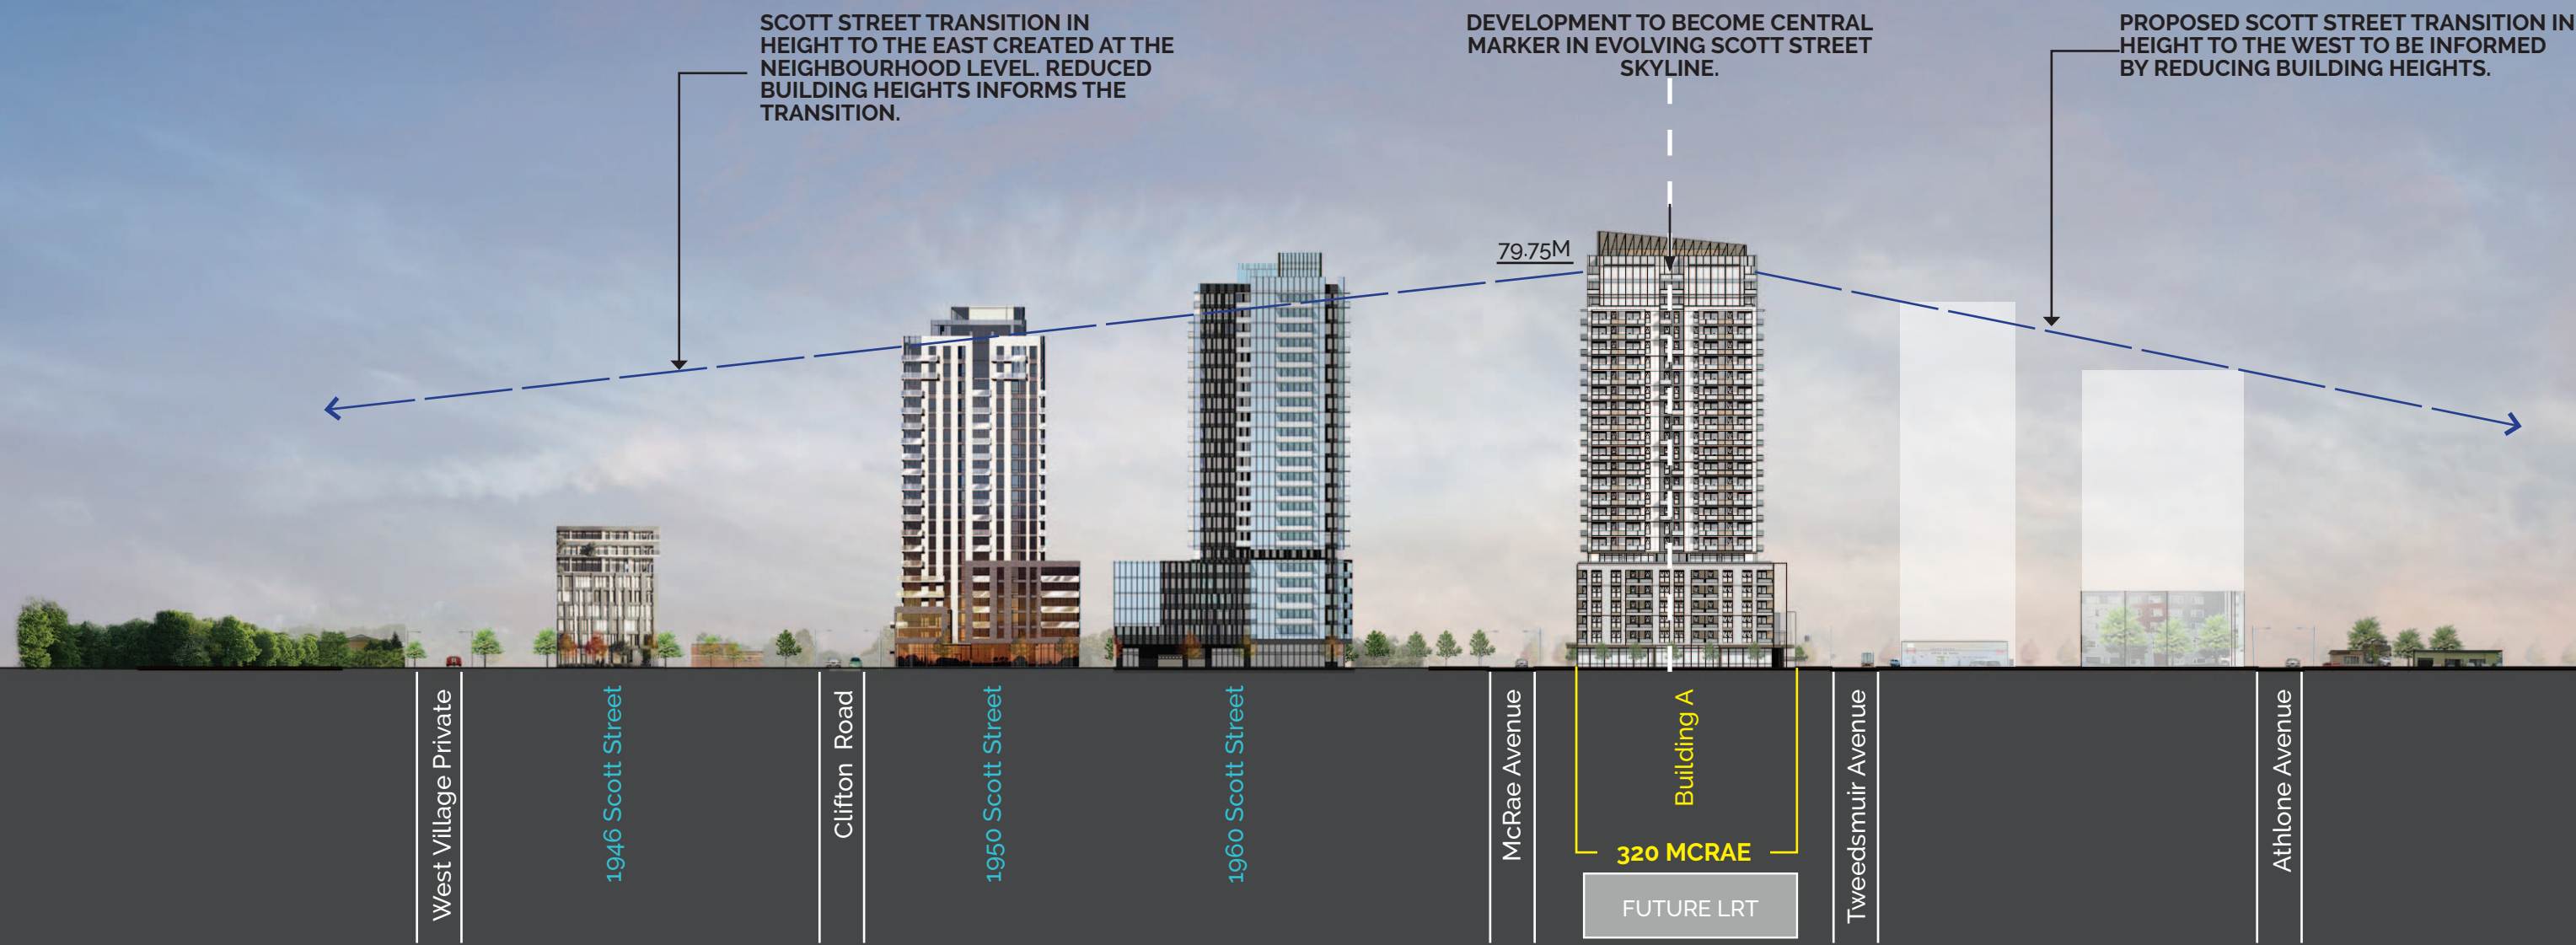 SCOTT STREET TRANSITION IN
HEIGHT TO THE EAST CREATED AT THE
NEIGHBOURHOOD LEVEL. REDUCED
BUILDING HEIGHTS INFORMS THE
TRANSITION.
DEVELOPMENT TO BECOME CENTRAL
MARKER IN EVOLVING SCOTT STREET
SKYLINE.
PROPOSED SCOTT STREET TRANSITION IN
HEIGHT TO THE WEST TO BE INFORMED
BY REDUCING BUILDING HEIGHTS.
79.75M
West Village Private
1946 Scott Street
Clifton Road
1950 Scott Street
1960 Scott Street
McRae Avenue
Building A
320 MCRAE
FUTURE LRT
Tweedsmuir Avenue
Athlone Avenue